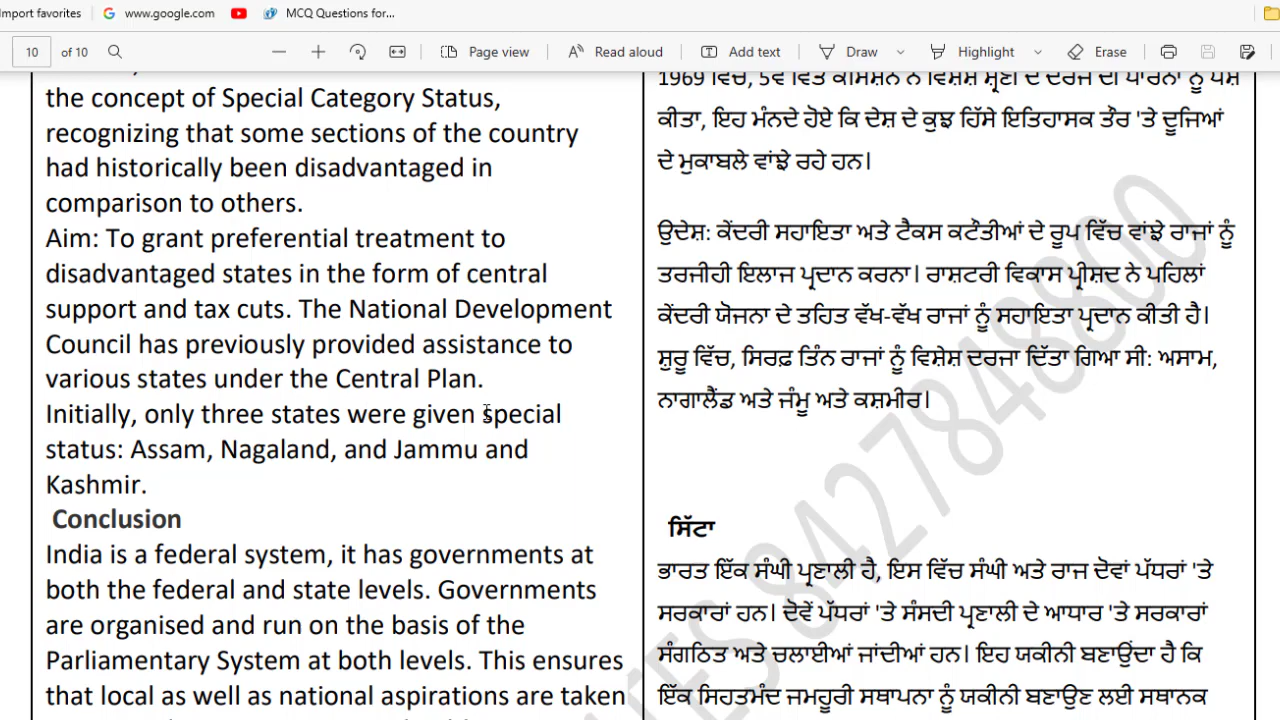 mport favorites
www.google.com
MCQ Questions for...
10 of 10
Page view
Read aloud
Add text
Draw
Highlight
Erase
the concept of Special Category Status,
recognizing that some sections of the country
had historically been disadvantaged in
comparison to others.
Aim: To grant preferential treatment to
disadvantaged states in the form of central
support and tax cuts. The National Development
Council has previously provided assistance to
various states under the Central Plan.
Initially, only three states were given special
status: Assam, Nagaland, and Jammu and
Kashmir.
Conclusion
India is a federal system, it has governments at
both the federal and state levels. Governments
are organised and run on the basis of the
Parliamentary System at both levels. This ensures
that local as well as national aspirations are taken
1969 ਵਿੱਚ, 5ਵੇਂ ਵਿੱਤ ਕਮਿਸ਼ਨ ਨੇ ਵਿਸ਼ੇਸ਼ ਸ਼੍ਰੇਣੀ ਦੇ ਦਰਜੇ ਦੀ ਧਾਰਨਾ ਨੂੰ ਪੇਸ਼
ਕੀਤਾ, ਇਹ ਮੰਨਦੇ ਹੋਏ ਕਿ ਦੇਸ਼ ਦੇ ਕੁਝ ਹਿੱਸੇ ਇਤਿਹਾਸਕ ਤੌਰ 'ਤੇ ਦੂਜਿਆਂ
ਦੇ ਮੁਕਾਬਲੇ ਵਾਂਝੇ ਰਹੇ ਹਨ।
ਉਦੇਸ਼: ਕੇਂਦਰੀ ਸਹਾਇਤਾ ਅਤੇ ਟੈਕਸ ਕਟੌਤੀਆਂ ਦੇ ਰੂਪ ਵਿੱਚ ਵਾਂਝੇ ਰਾਜਾਂ ਨੂੰ
ਤਰਜੀਹੀ ਇਲਾਜ ਪ੍ਰਦਾਨ ਕਰਨਾ। ਰਾਸ਼ਟਰੀ ਵਿਕਾਸ ਪ੍ਰੀਸ਼ਦ ਨੇ ਪਹਿਲਾਂ
ਕੇਂਦਰੀ ਯੋਜਨਾ ਦੇ ਤਹਿਤ ਵੱਖ-ਵੱਖ ਰਾਜਾਂ ਨੂੰ ਸਹਾਇਤਾ ਪ੍ਰਦਾਨ ਕੀਤੀ ਹੈ।
ਸ਼ੁਰੂ ਵਿੱਚ, ਸਿਰਫ਼ ਤਿੰਨ ਰਾਜਾਂ ਨੂੰ ਵਿਸ਼ੇਸ਼ ਦਰਜਾ ਦਿੱਤਾ ਗਿਆ ਸੀ: ਅਸਾਮ,
ਨਾਗਾਲੈਂਡ ਅਤੇ ਜੰਮੂ ਅਤੇ ਕਸ਼ਮੀਰ।
ਸਿੱਟਾ
ਭਾਰਤ ਇੱਕ ਸੰਘੀ ਪ੍ਰਣਾਲੀ ਹੈ, ਇਸ ਵਿੱਚ ਸੰਘੀ ਅਤੇ ਰਾਜ ਦੋਵਾਂ ਪੱਧਰਾਂ 'ਤੇ
ਸਰਕਾਰਾਂ ਹਨ। ਦੋਵੇਂ ਪੱਧਰਾਂ 'ਤੇ ਸੰਸਦੀ ਪ੍ਰਣਾਲੀ ਦੇ ਆਧਾਰ 'ਤੇ ਸਰਕਾਰਾਂ
ਸੰਗਠਿਤ ਅਤੇ ਚਲਾਈਆਂ ਜਾਂਦੀਆਂ ਹਨ। ਇਹ ਯਕੀਨੀ ਬਣਾਉਂਦਾ ਹੈ ਕਿ
ਇੱਕ ਸਿਹਤਮੰਦ ਜਮਹੂਰੀ ਸਥਾਪਨਾ ਨੂੰ ਯਕੀਨੀ ਬਣਾਉਣ ਲਈ ਸਥਾਨਕ
8427848800